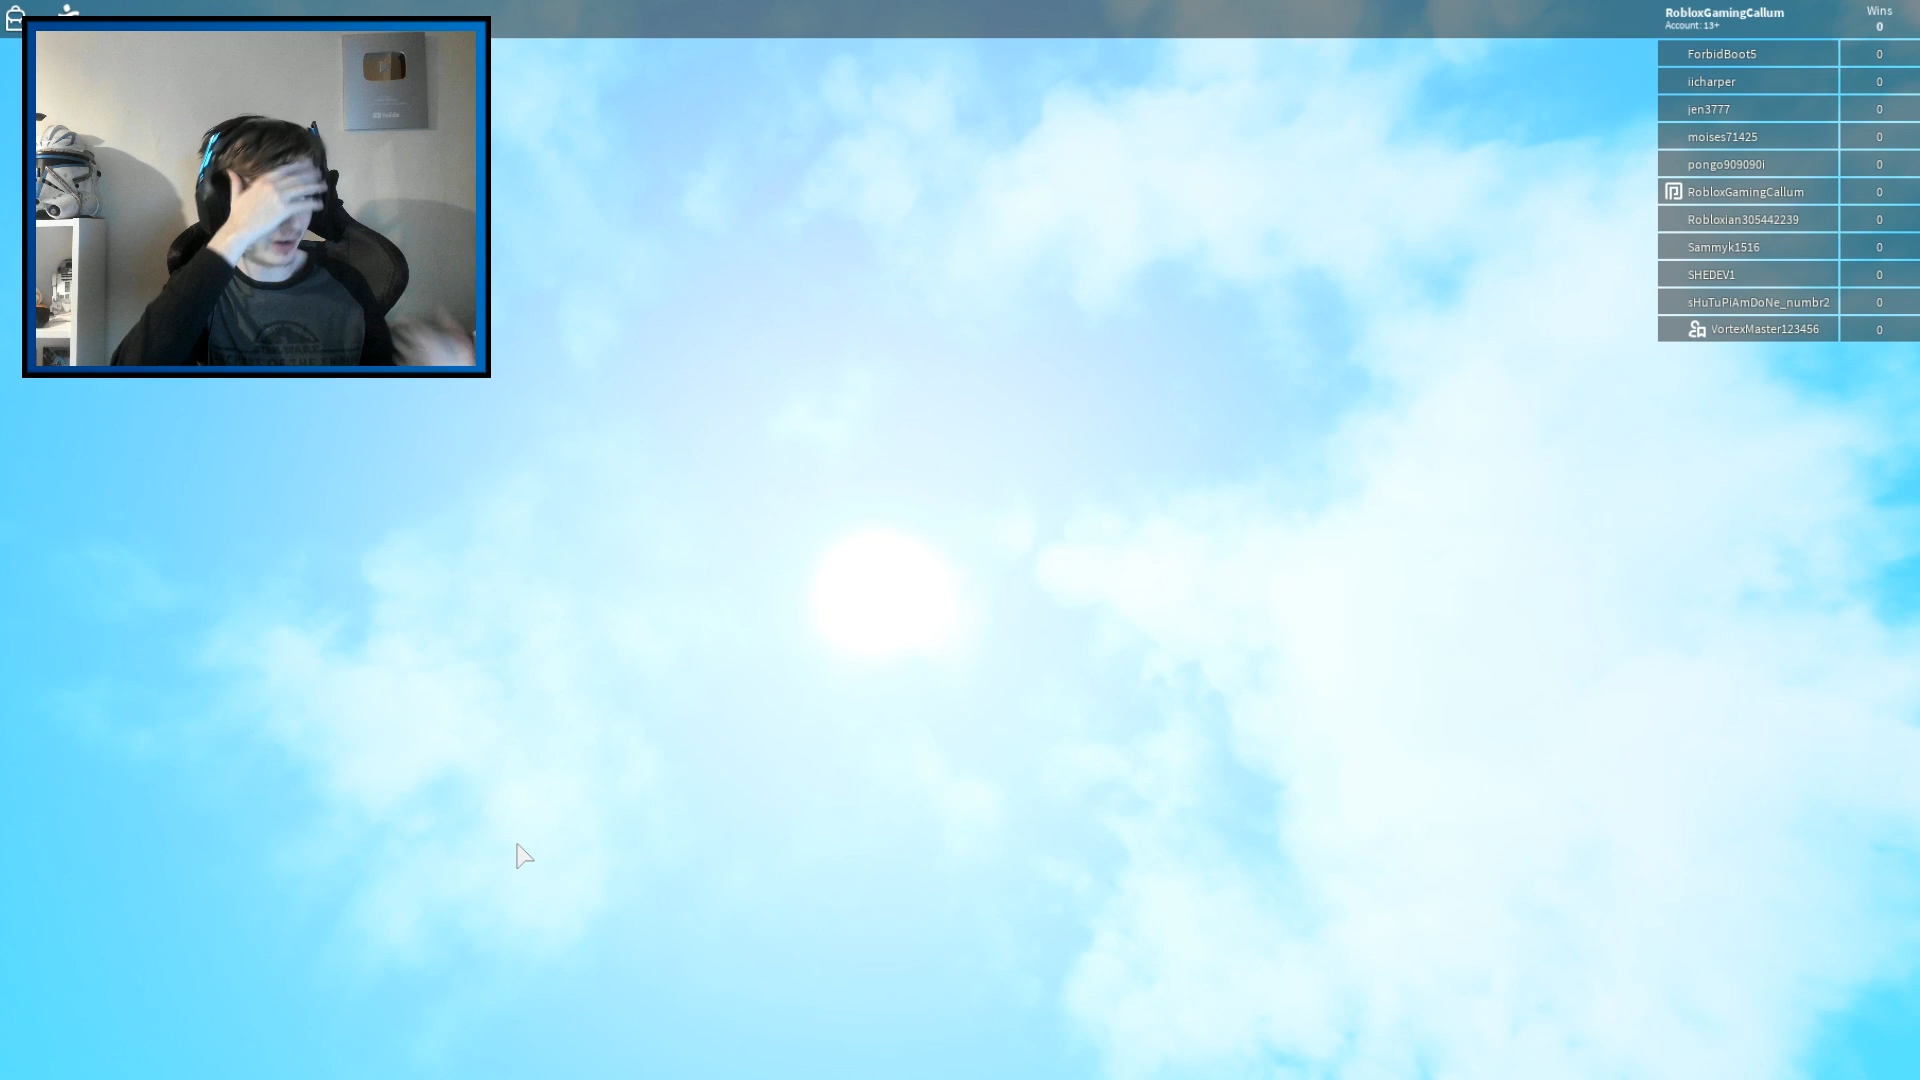 RobloxGamingCallum
Account: 13+
Wins
0
ForbidBoot5 0
iicharper 0
jen3777 0
moises71425 0
pongo909090i 0
RobloxGamingCallum 0
Robloxian305442239 0
Sammyk1516 0
SHEDEV1 0
sHuTuPiAmDoNe_numbr2 0
VortexMaster123456 0
YouTube